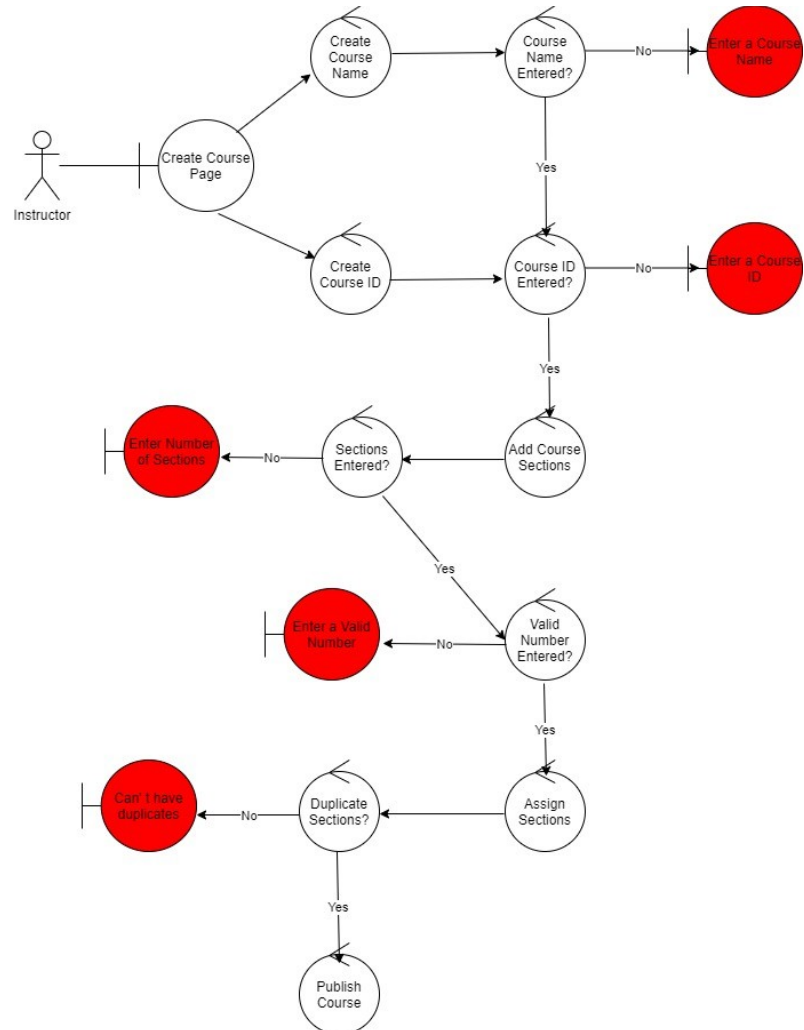 Create
Course
Name
Course
Name
Entered?
No
Enter a Course
Name
Instructor
Create Course
Page
Yes
Create
Course ID
Course ID
Entered?
No
Enter a Course
ID
Yes
Enter Number
of Sections
No
Sections
Entered?
Add Course
Sections
Yes
Enter a Valid
Number
No
Valid
Number
Entered?
Yes
Can' t have
duplicates
No
Duplicate
Sections?
Assign
Sections
Yes
Publish
Course